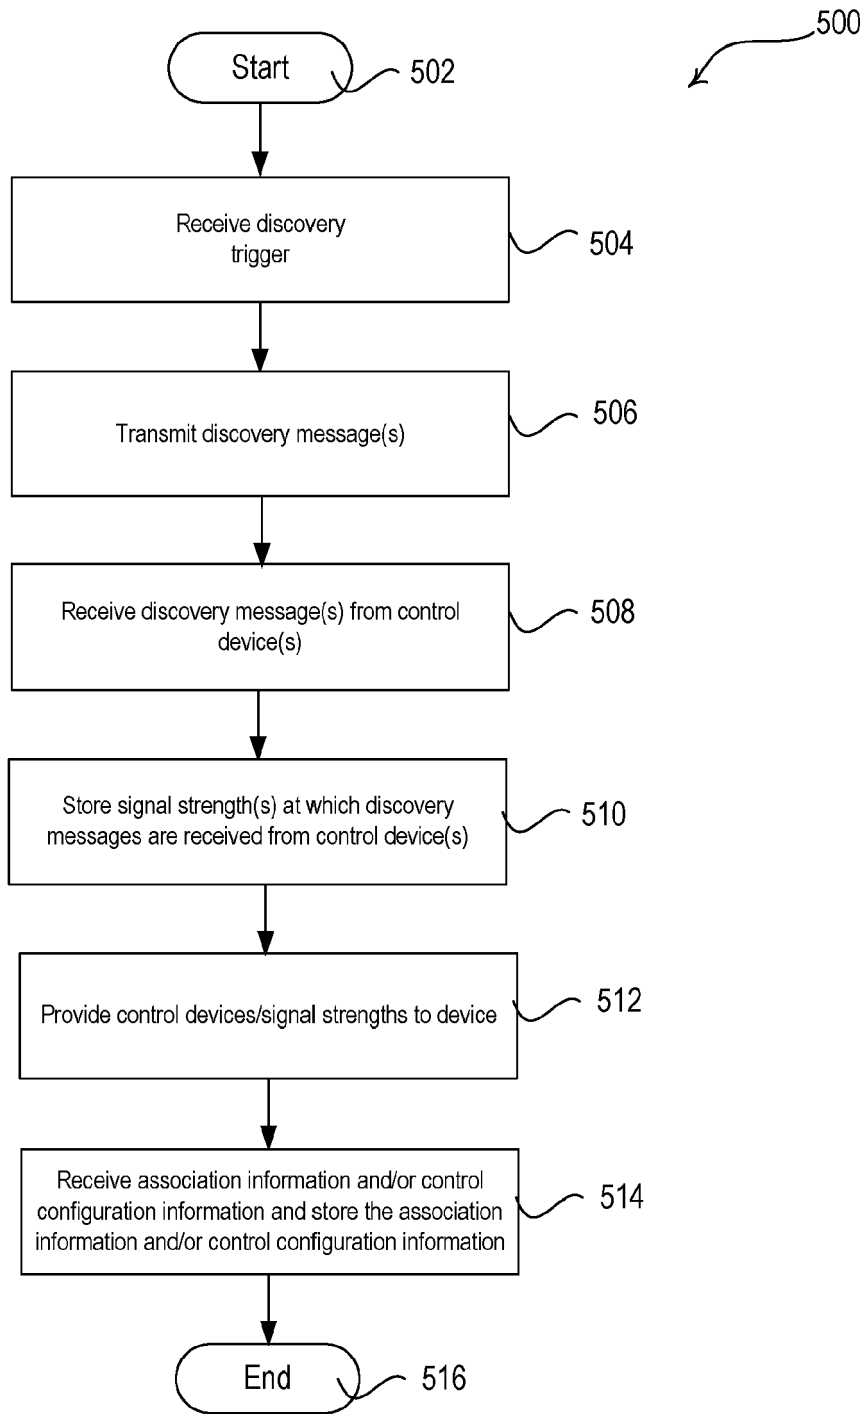 500
Start
502
Receive discovery
trigger
504
Transmit discovery message(s)
506
Receive discovery message(s) from control
device(s)
508
Store signal strength(s) at which discovery
messages are received from control device(s)
510
Provide control devices/signal strengths to device
512
Receive association information and/or control
configuration information and store the association
information and/or control configuration information
514
End
516